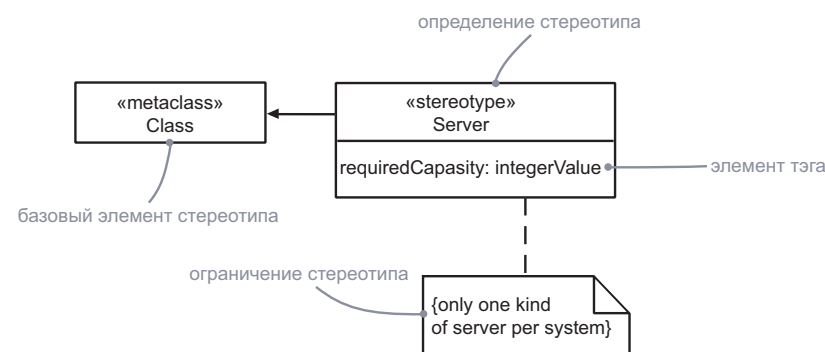 определение стереотипа
«metaclass»
Class
«stereotype»
Server
requiredCapasity: integerValue
элемент тэга
базовый элемент стереотипа
ограничение стереотипа
{only one kind
of server per system}